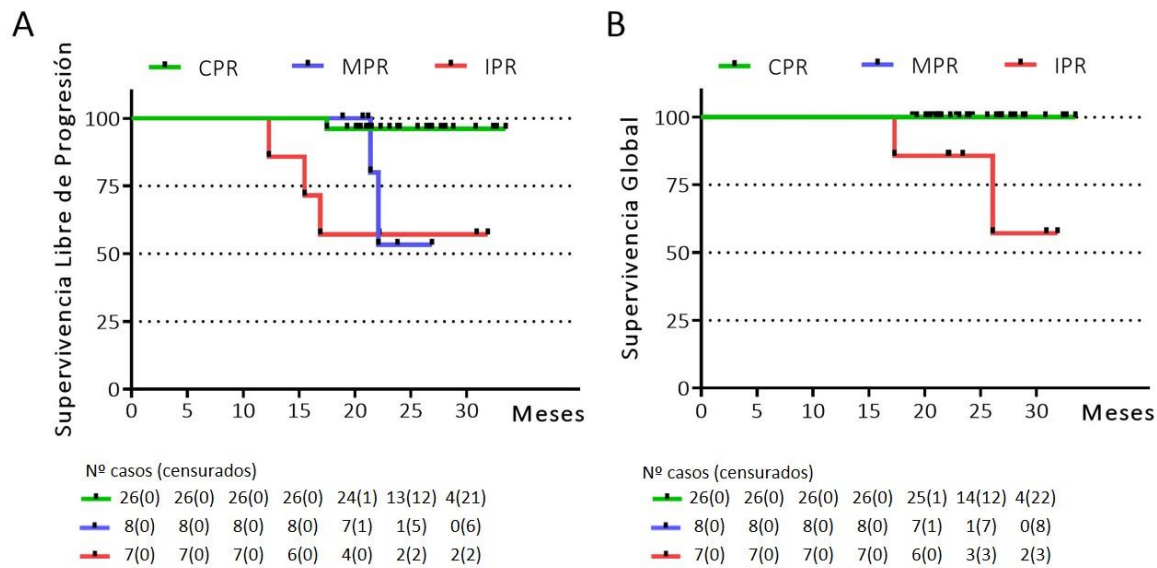 A
CPR MPR IPR
Supervivencia Libre de Progresión
100
75
50
25
0
0 5 10 15 20 25 30 Meses
Nº casos (censurados)
26(0) 26(0) 26(0) 26(0) 24(1) 13(12) 4(21)
8(0) 8(0) 8(0) 8(0) 7(1) 1(5) 0(6)
7(0) 7(0) 7(0) 6(0) 4(0) 2(2) 2(2)
B
CPR MPR IPR
Supervivencia Global
100
75
50
25
0
0 5 10 15 20 25 30 Meses
Nº casos (censurados)
26(0) 26(0) 26(0) 26(0) 25(1) 14(12) 4(22)
8(0) 8(0) 8(0) 8(0) 7(1) 1(7) 0(8)
7(0) 7(0) 7(0) 7(0) 6(0) 3(3) 2(3)